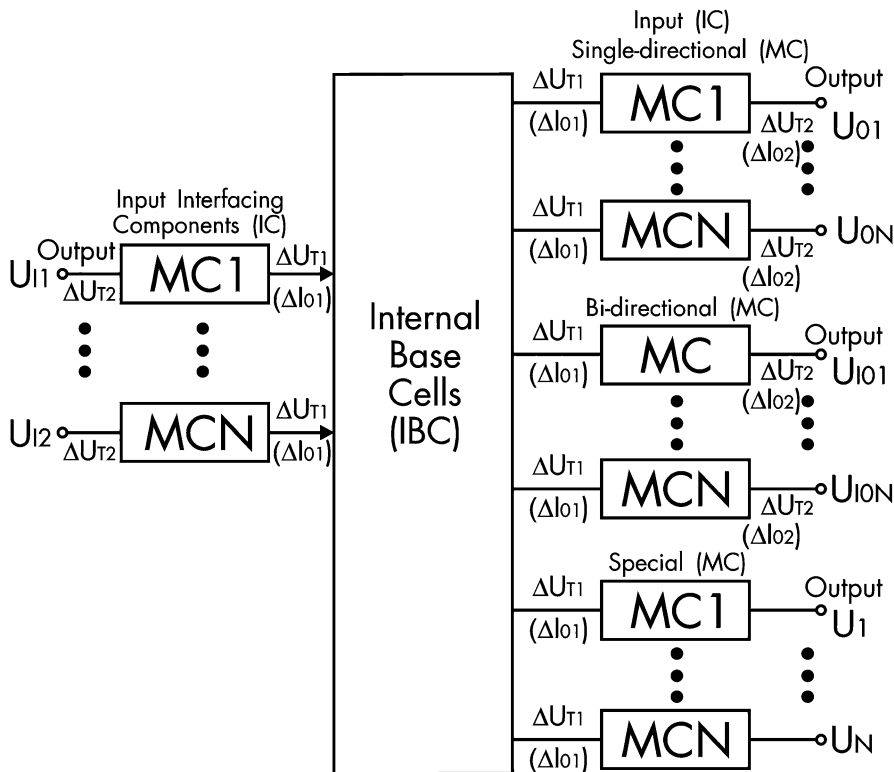 Input Interfacing
Components (IC)
Output
UI1
ΔUT2
MC1
ΔUT1
(ΔI01)
UI2
ΔUT2
MCN
ΔUT1
(ΔI01)
Internal
Base
Cells
(IBC)
Input (IC)
Single-directional (MC)
ΔUT1
(ΔI01)
MC1
Output
ΔUT2
(ΔI02)
U01
ΔUT1
(ΔI01)
MCN
ΔUT2
(ΔI02)
U0N
Bi-directional (MC)
ΔUT1
(ΔI01)
MC
Output
ΔUT2
(ΔI02)
UI01
ΔUT1
(ΔI01)
MCN
ΔUT2
(ΔI02)
UI0N
Special (MC)
ΔUT1
(ΔI01)
MC1
Output
U1
ΔUT1
(ΔI01)
MCN
UN